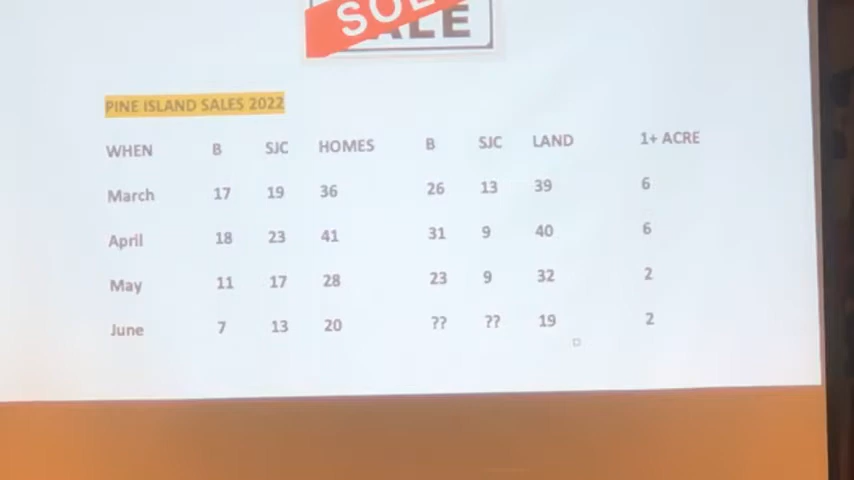 SOL
ALE
PINE ISLAND SALES 2022
WHEN B SJC HOMES B SJC LAND 1+ ACRE
March 17 19 36 26 13 39 6
April 18 23 41 31 9 40 6
May 11 17 28 23 9 32 2
June 7 13 20 ?? ?? 19 2